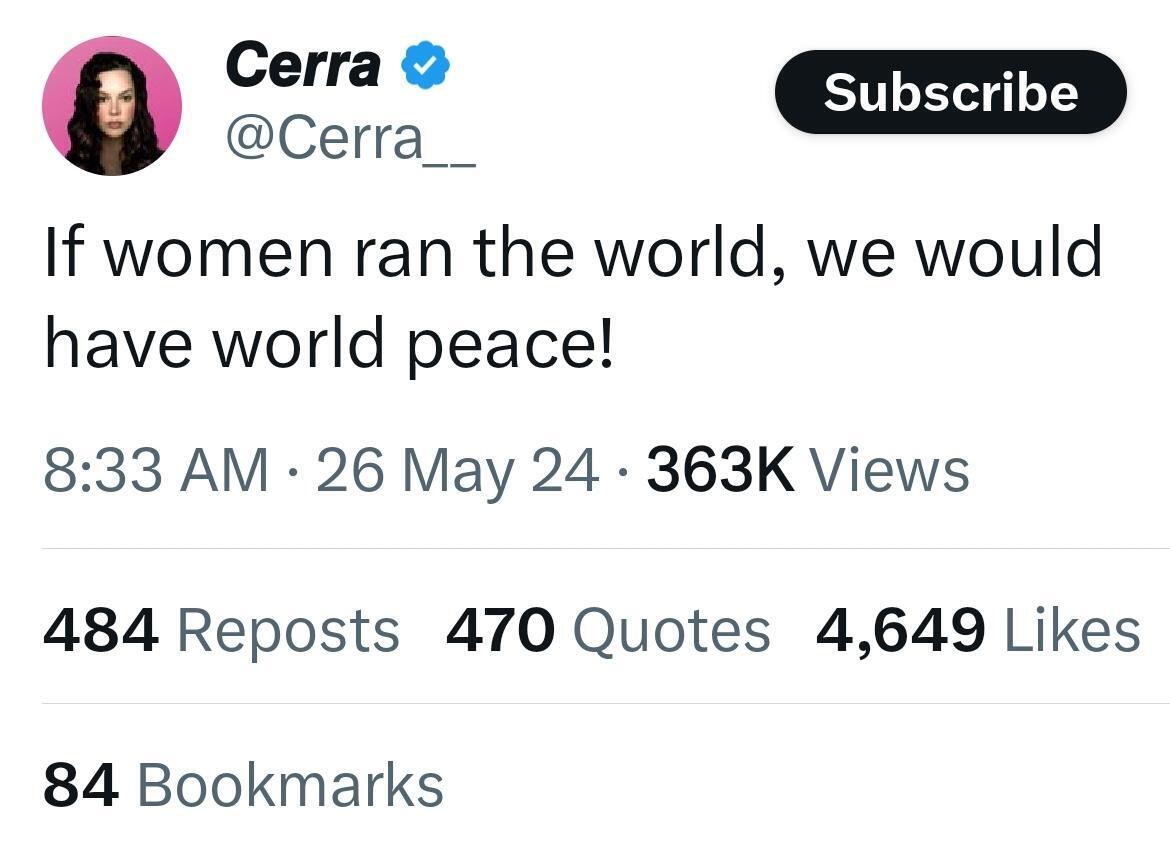 Cerra
Subscribe
@Cerra__
If women ran the world, we would
have world peace!
8:33 AM · 26 May 24 · 363K Views
484 Reposts 470 Quotes 4,649 Likes
84 Bookmarks